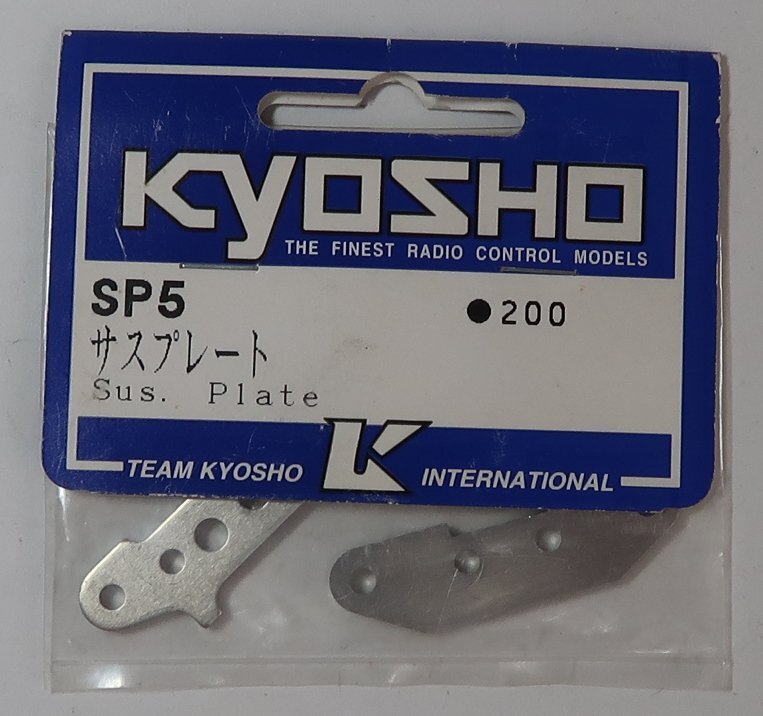 KYOSHO
THE FINEST RADIO CONTROL MODELS
SP5
●200
サスプレート
Sus. Plate
TEAM KYOSHO K INTERNATIONAL